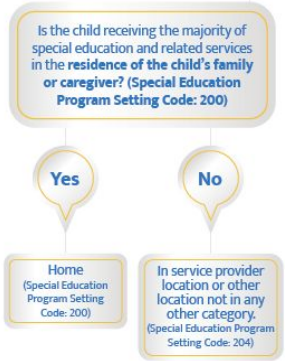 Is the child receiving the majority of
special education and related services
in the residence of the child's family
or caregiver? (Special Education
Program Setting Code: 200)
Yes
No
Home
(Special Education
Program Setting
Code: 200)
In service provider
location or other
location not in any
other category.
(Special Education Program
Setting Code: 204)